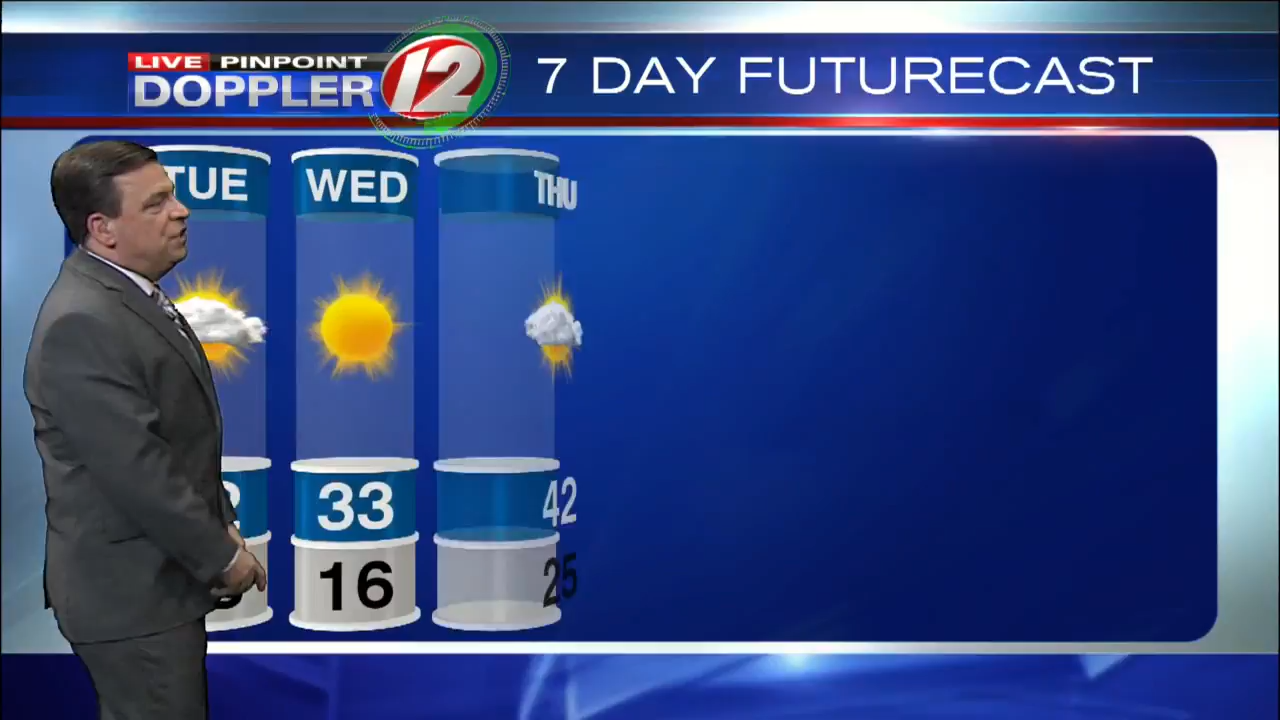 LIVE PINPOINT
DOPPLER 12
7 DAY FUTURECAST
TUE WED THU
33 42
16 25